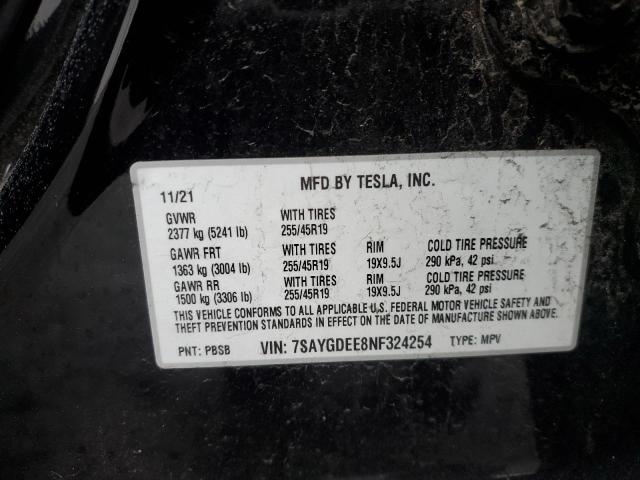 MFD BY TESLA, INC.
11/21
GVWR WITH TIRES
2377 kg (5241 lb) 255/45R19
GAWR FRT WITH TIRES RIM COLD TIRE PRESSURE
1363 kg (3004 lb) 255/45R19 19X9.5J 290 kPa, 42 psi
GAWR RR WITH TIRES RIM COLD TIRE PRESSURE
1500 kg (3306 lb) 255/45R19 19X9.5J 290 kPa, 42 psi
THIS VEHICLE CONFORMS TO ALL APPLICABLE U.S. FEDERAL MOTOR VEHICLE SAFETY AND
THEFT PREVENTION STANDARDS IN EFFECT ON THE DATE OF MANUFACTURE SHOWN ABOVE.
PNT: PBSB VIN: 7SAYGDEE8NF324254 TYPE: MPV